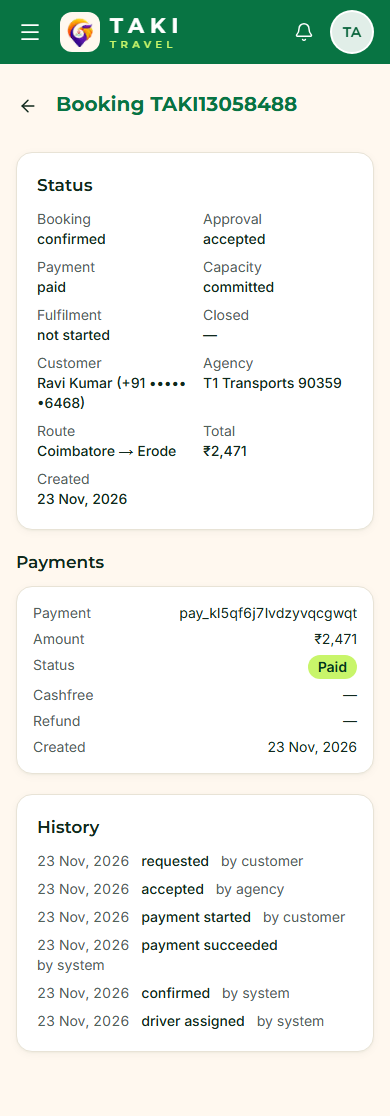 TAKI
TRAVEL
TA
Booking TAKI13058488
Status
Booking
Approval
confirmed
accepted
Payment
Capacity
paid
committed
Fulfilment
Closed
not started
—
Customer
Agency
Ravi Kumar (+91 •••••
•6468)
T1 Transports 90359
Route
Total
Coimbatore → Erode
₹2,471
Created
23 Nov, 2026
Payments
Payment pay_kl5qf6j7lvdzyvqcgwqt
Amount ₹2,471
Status Paid
Cashfree —
Refund —
Created 23 Nov, 2026
History
23 Nov, 2026 requested by customer
23 Nov, 2026 accepted by agency
23 Nov, 2026 payment started by customer
23 Nov, 2026 payment succeeded
by system
23 Nov, 2026 confirmed by system
23 Nov, 2026 driver assigned by system